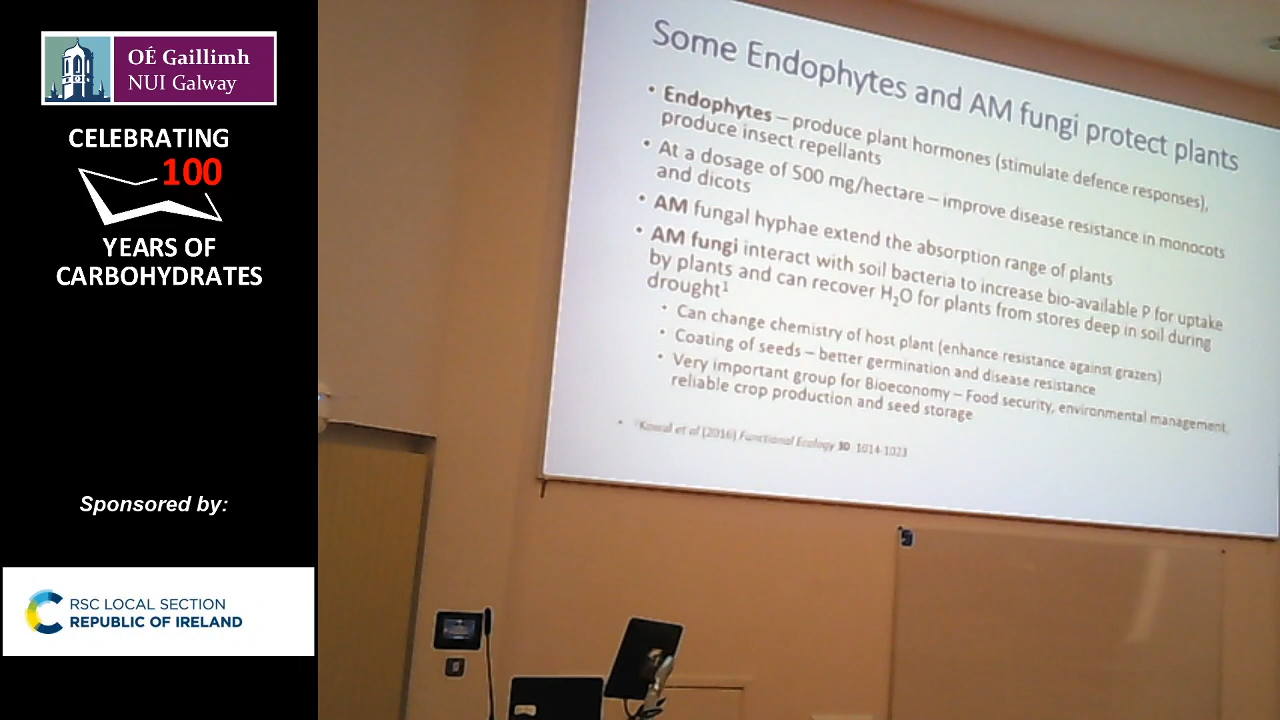 OÉ Gaillimh
NUI Galway
CELEBRATING
100
YEARS OF
CARBOHYDRATES
Sponsored by:
RSC LOCAL SECTION
REPUBLIC OF IRELAND
Some Endophytes and AM fungi protect plants
• Endophytes – produce plant hormones (stimulate defence responses),
produce insect repellants
• At a dosage of 500 mg/hectare – improve disease resistance in monocots
and dicots
• AM fungal hyphae extend the absorption range of plants
• AM fungi interact with soil bacteria to increase bio-available P for uptake
by plants and can recover H₂O for plants from stores deep in soil during
drought¹
• Can change chemistry of host plant (enhance resistance against grazers)
• Coating of seeds – better germination and disease resistance
• Very important group for Bioeconomy – Food security, environmental management,
reliable crop production and seed storage
• ¹Kowal et al (2016) Functional Ecology 30 1014-1023